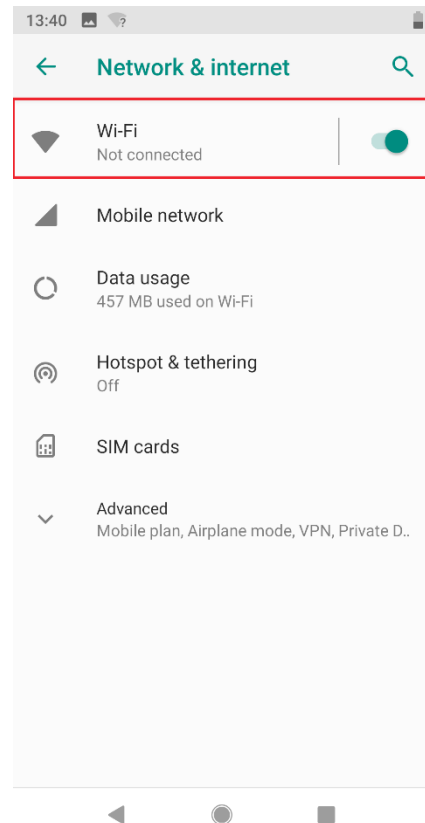 13:40
Network & internet
Wi-Fi
Not connected
Mobile network
Data usage
457 MB used on Wi-Fi
Hotspot & tethering
Off
SIM cards
Advanced
Mobile plan, Airplane mode, VPN, Private D..